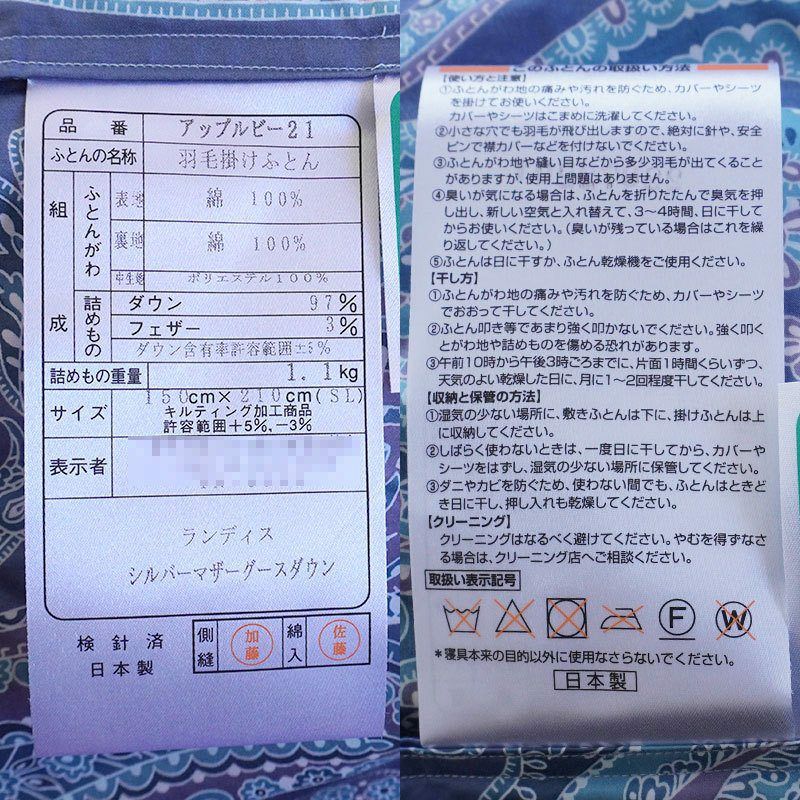 品番 アップルビー21
ふとんの名称 羽毛掛けふとん
組成
ふとんがわ
表地 綿 100%
裏地 綿 100%
ポリエステル100%
詰めもの
ダウン 97%
フェザー 3%
ダウン含有率許容範囲±5%
詰めもの重量 1.1kg
サイズ
150cm×210cm(SL)
キルティング加工商品
許容範囲+5%,−3%
表示者
ランディス
シルバーマザーグースダウン
検針済
日本製
側縫 加藤 綿入 佐藤
このふとんの取扱い方法
【使い方と注意】
①ふとんがわ地の痛みや汚れを防ぐため、カバーやシーツ
を掛けてお使いください。
カバーやシーツはこまめに洗濯してください。
②小さな穴でも羽毛が飛び出しますので、絶対に針や、安全
ピンで襟カバーなどを付けないでください。
③ふとんがわ地や縫い目などから多少羽毛が出てくること
がありますが、使用上問題はありません。
④臭いが気になる場合は、ふとんを折りたたんで臭気を押
し出し、新しい空気と入れ替えて、3〜4時間、日に干して
からお使いください。(臭いが残っている場合はこれを繰
り返してください。)
⑤ふとんは日に干すか、ふとん乾燥機をご使用ください。
【干し方】
①ふとんがわ地の痛みや汚れを防ぐため、カバーやシーツ
でおおって干してください。
②ふとん叩き等であまり強く叩かないでください。強く叩く
とがわ地や詰めものを傷める恐れがあります。
③午前10時から午後3時ごろまでに、片面1時間くらいずつ、
天気のよい乾燥した日に、月に1〜2回程度干してください。
【収納と保管の方法】
①湿気の少ない場所に、敷きふとんは下に、掛けふとんは上
に収納してください。
②しばらく使わないときは、一度日に干してから、カバーや
シーツをはずし、湿気の少ない場所に保管してください。
③ダニやカビを防ぐため、使わない間でも、ふとんはときど
き日に干し、押し入れも乾燥してください。
【クリーニング】
クリーニングはなるべく避けてください。やむを得ずなさ
る場合は、クリーニング店へご相談ください。
取扱い表示記号
F W
*寝具本来の目的以外に使用なさらないでください。
日本製